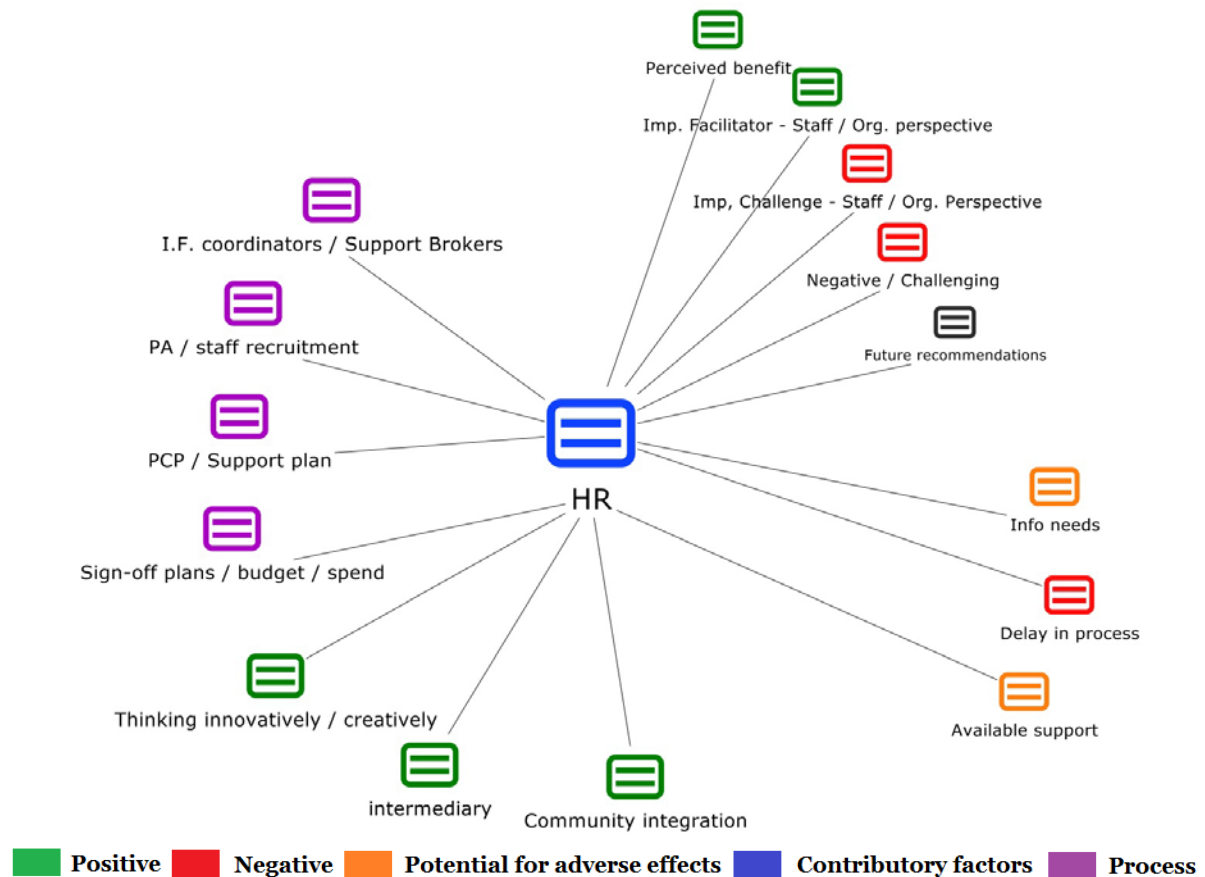 Perceived benefit
Imp. Facilitator - Staff / Org. perspective
Imp, Challenge - Staff / Org. Perspective
I.F. coordinators / Support Brokers
Negative / Challenging
PA / staff recruitment
Future recommendations
PCP / Support plan
HR
Info needs
Sign-off plans / budget / spend
Delay in process
Thinking innovatively / creatively
Available support
intermediary
Community integration
Positive Negative Potential for adverse effects Contributory factors Process